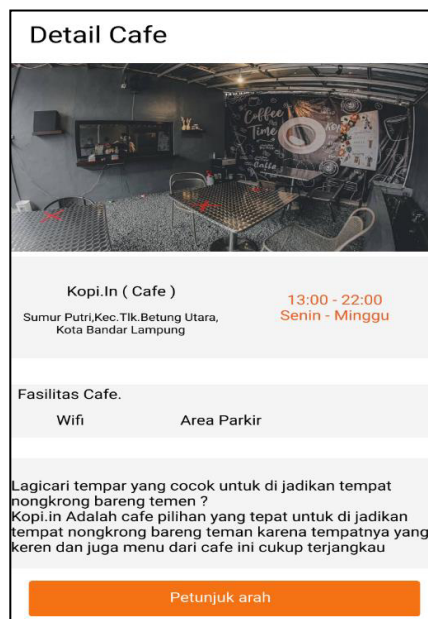 Detail Cafe
Coffee
Time
Kopi.In ( Cafe )
Sumur Putri,Kec.Tlk.Betung Utara,
Kota Bandar Lampung
13:00 - 22:00
Senin - Minggu
Fasilitas Cafe.
Wifi Area Parkir
Lagicari tempar yang cocok untuk di jadikan tempat
nongkrong bareng temen ?
Kopi.in Adalah cafe pilihan yang tepat untuk di jadikan
tempat nongkrong bareng teman karena tempatnya yang
keren dan juga menu dari cafe ini cukup terjangkau
Petunjuk arah